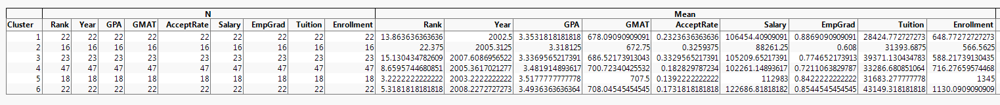 N Mean
Cluster Rank Year GPA GMAT AcceptRate Salary EmpGrad Tuition Enrollment Rank Year GPA GMAT AcceptRate Salary EmpGrad Tuition Enrollment
1 22 22 22 22 22 22 22 22 22 13.863636363636 2002.5 3.3531818181818 678.09090909091 0.2323636363636 106454.40909091 0.8869090909091 28424.772727273 648.77272727273
2 16 16 16 16 16 16 16 16 16 22.375 2005.3125 3.318125 672.75 0.3259375 88261.25 0.608 31393.6875 566.5625
3 23 23 23 23 23 23 23 23 23 15.130434782609 2007.6086956522 3.3369565217391 686.52173913043 0.3329565217391 105209.65217391 0.774652173913 39371.130434783 588.21739130435
4 47 47 47 47 47 47 47 47 47 8.6595744680851 2005.3617021277 3.481914893617 700.72340425532 0.182829787234 102261.14893617 0.7211063829787 33286.680851064 716.27659574468
5 18 18 18 18 18 18 18 18 18 3.2222222222222 2003.2222222222 3.5177777777778 707.5 0.1392222222222 112983 0.8422222222222 31683.277777778 1345
6 22 22 22 22 22 22 22 22 22 5.3181818181818 2008.2272727273 3.4936363636364 708.04545454545 0.1731818181818 122686.81818182 0.8544545454545 43149.318181818 1130.0909090909